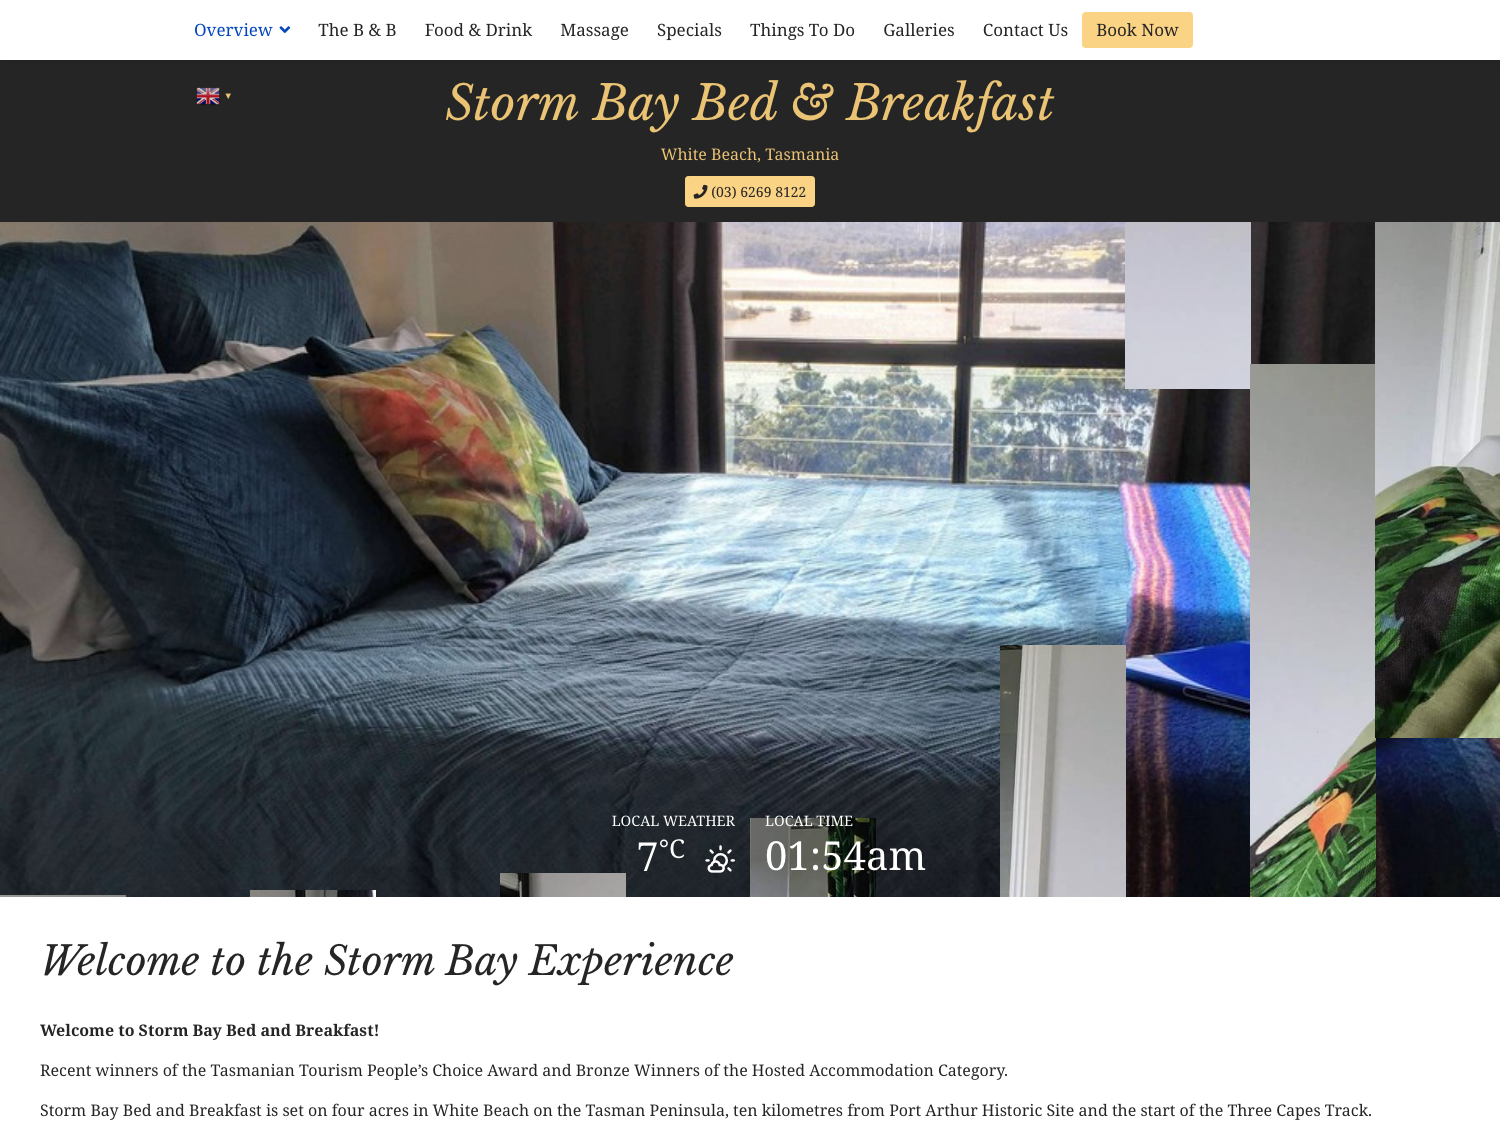 Overview The B & B Food & Drink Massage Specials Things To Do Galleries Contact Us Book Now
Storm Bay Bed & Breakfast
White Beach, Tasmania
(03) 6269 8122
LOCAL WEATHER LOCAL TIME
7°C 01:54am
Welcome to the Storm Bay Experience
Welcome to Storm Bay Bed and Breakfast!
Recent winners of the Tasmanian Tourism People’s Choice Award and Bronze Winners of the Hosted Accommodation Category.
Storm Bay Bed and Breakfast is set on four acres in White Beach on the Tasman Peninsula, ten kilometres from Port Arthur Historic Site and the start of the Three Capes Track.